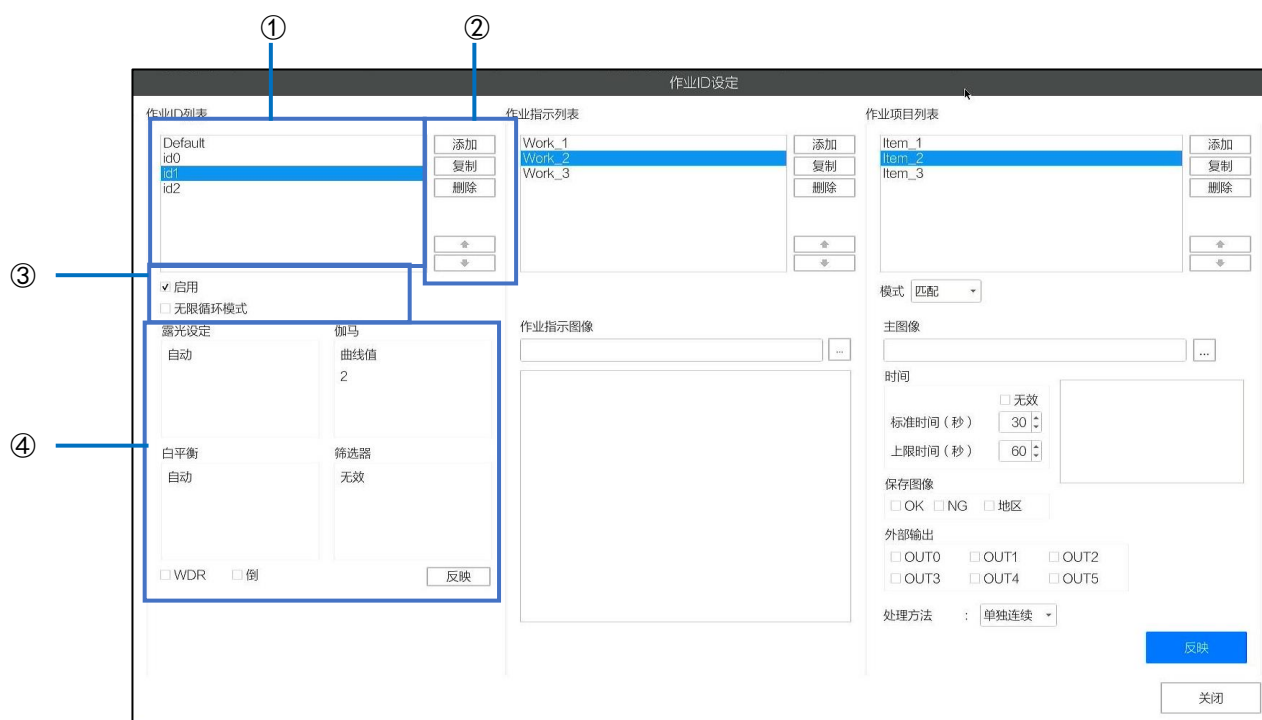 ① ②
作业ID设定
作业ID列表
Default
id0
id1
id2
添加
复制
删除
③
启用
无限循环模式
④
露光设定
自动
伽马
曲线值
2
白平衡
自动
筛选器
无效
WDR 倒
反映
作业指示列表
Work_1
Work_2
Work_3
添加
复制
删除
作业指示图像
...
作业项目列表
Item_1
Item_2
Item_3
添加
复制
删除
模式 匹配
主图像
...
时间
无效
标准时间（秒） 30
上限时间（秒） 60
保存图像
OK NG 地区
外部输出
OUT0 OUT1 OUT2
OUT3 OUT4 OUT5
处理方法 : 单独连续
反映
关闭